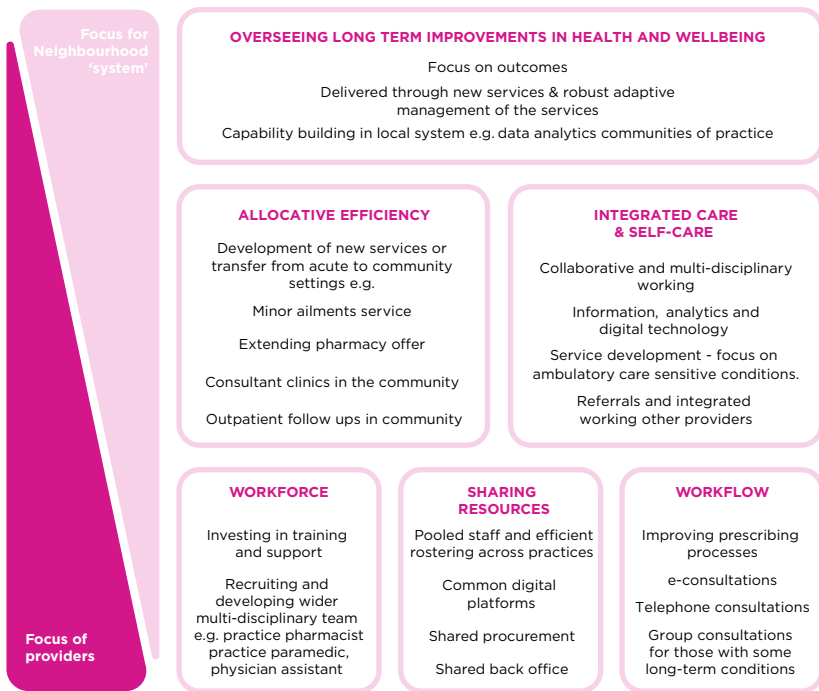 Focus for
Neighbourhood
‘system’
OVERSEEING LONG TERM IMPROVEMENTS IN HEALTH AND WELLBEING
Focus on outcomes
Delivered through new services & robust adaptive
management of the services
Capability building in local system e.g. data analytics communities of practice
ALLOCATIVE EFFICIENCY
Development of new services or
transfer from acute to community
settings e.g.
Minor ailments service
Extending pharmacy offer
Consultant clinics in the community
Outpatient follow ups in community
INTEGRATED CARE
& SELF-CARE
Collaborative and multi-disciplinary
working
Information, analytics and
digital technology
Service development - focus on
ambulatory care sensitive conditions.
Referrals and integrated
working other providers
WORKFORCE
Investing in training
and support
Recruiting and
developing wider
multi-disciplinary team
e.g. practice pharmacist
practice paramedic,
physician assistant
SHARING
RESOURCES
Pooled staff and efficient
rostering across practices
Common digital
platforms
Shared procurement
Shared back office
WORKFLOW
Improving prescribing
processes
e-consultations
Telephone consultations
Group consultations
for those with some
long-term conditions
Focus of
providers